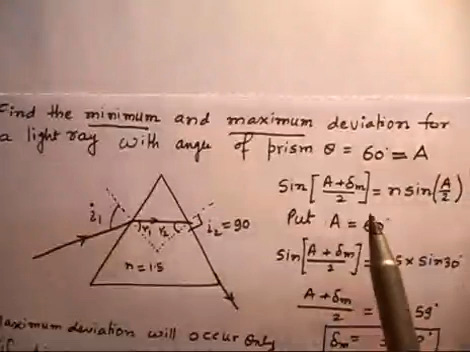 Find the minimum and maximum deviation for
a light ray with angle of prism θ = 60° = A
Sin[A+δm/2] = n sin(A/2)
Put A =
i1
r1 r2
i2 = 90
n = 1.5
Sin[A+δm/2] = × sin30°
A+δm/2 = 59°
δm =
Maximum deviation will occur only